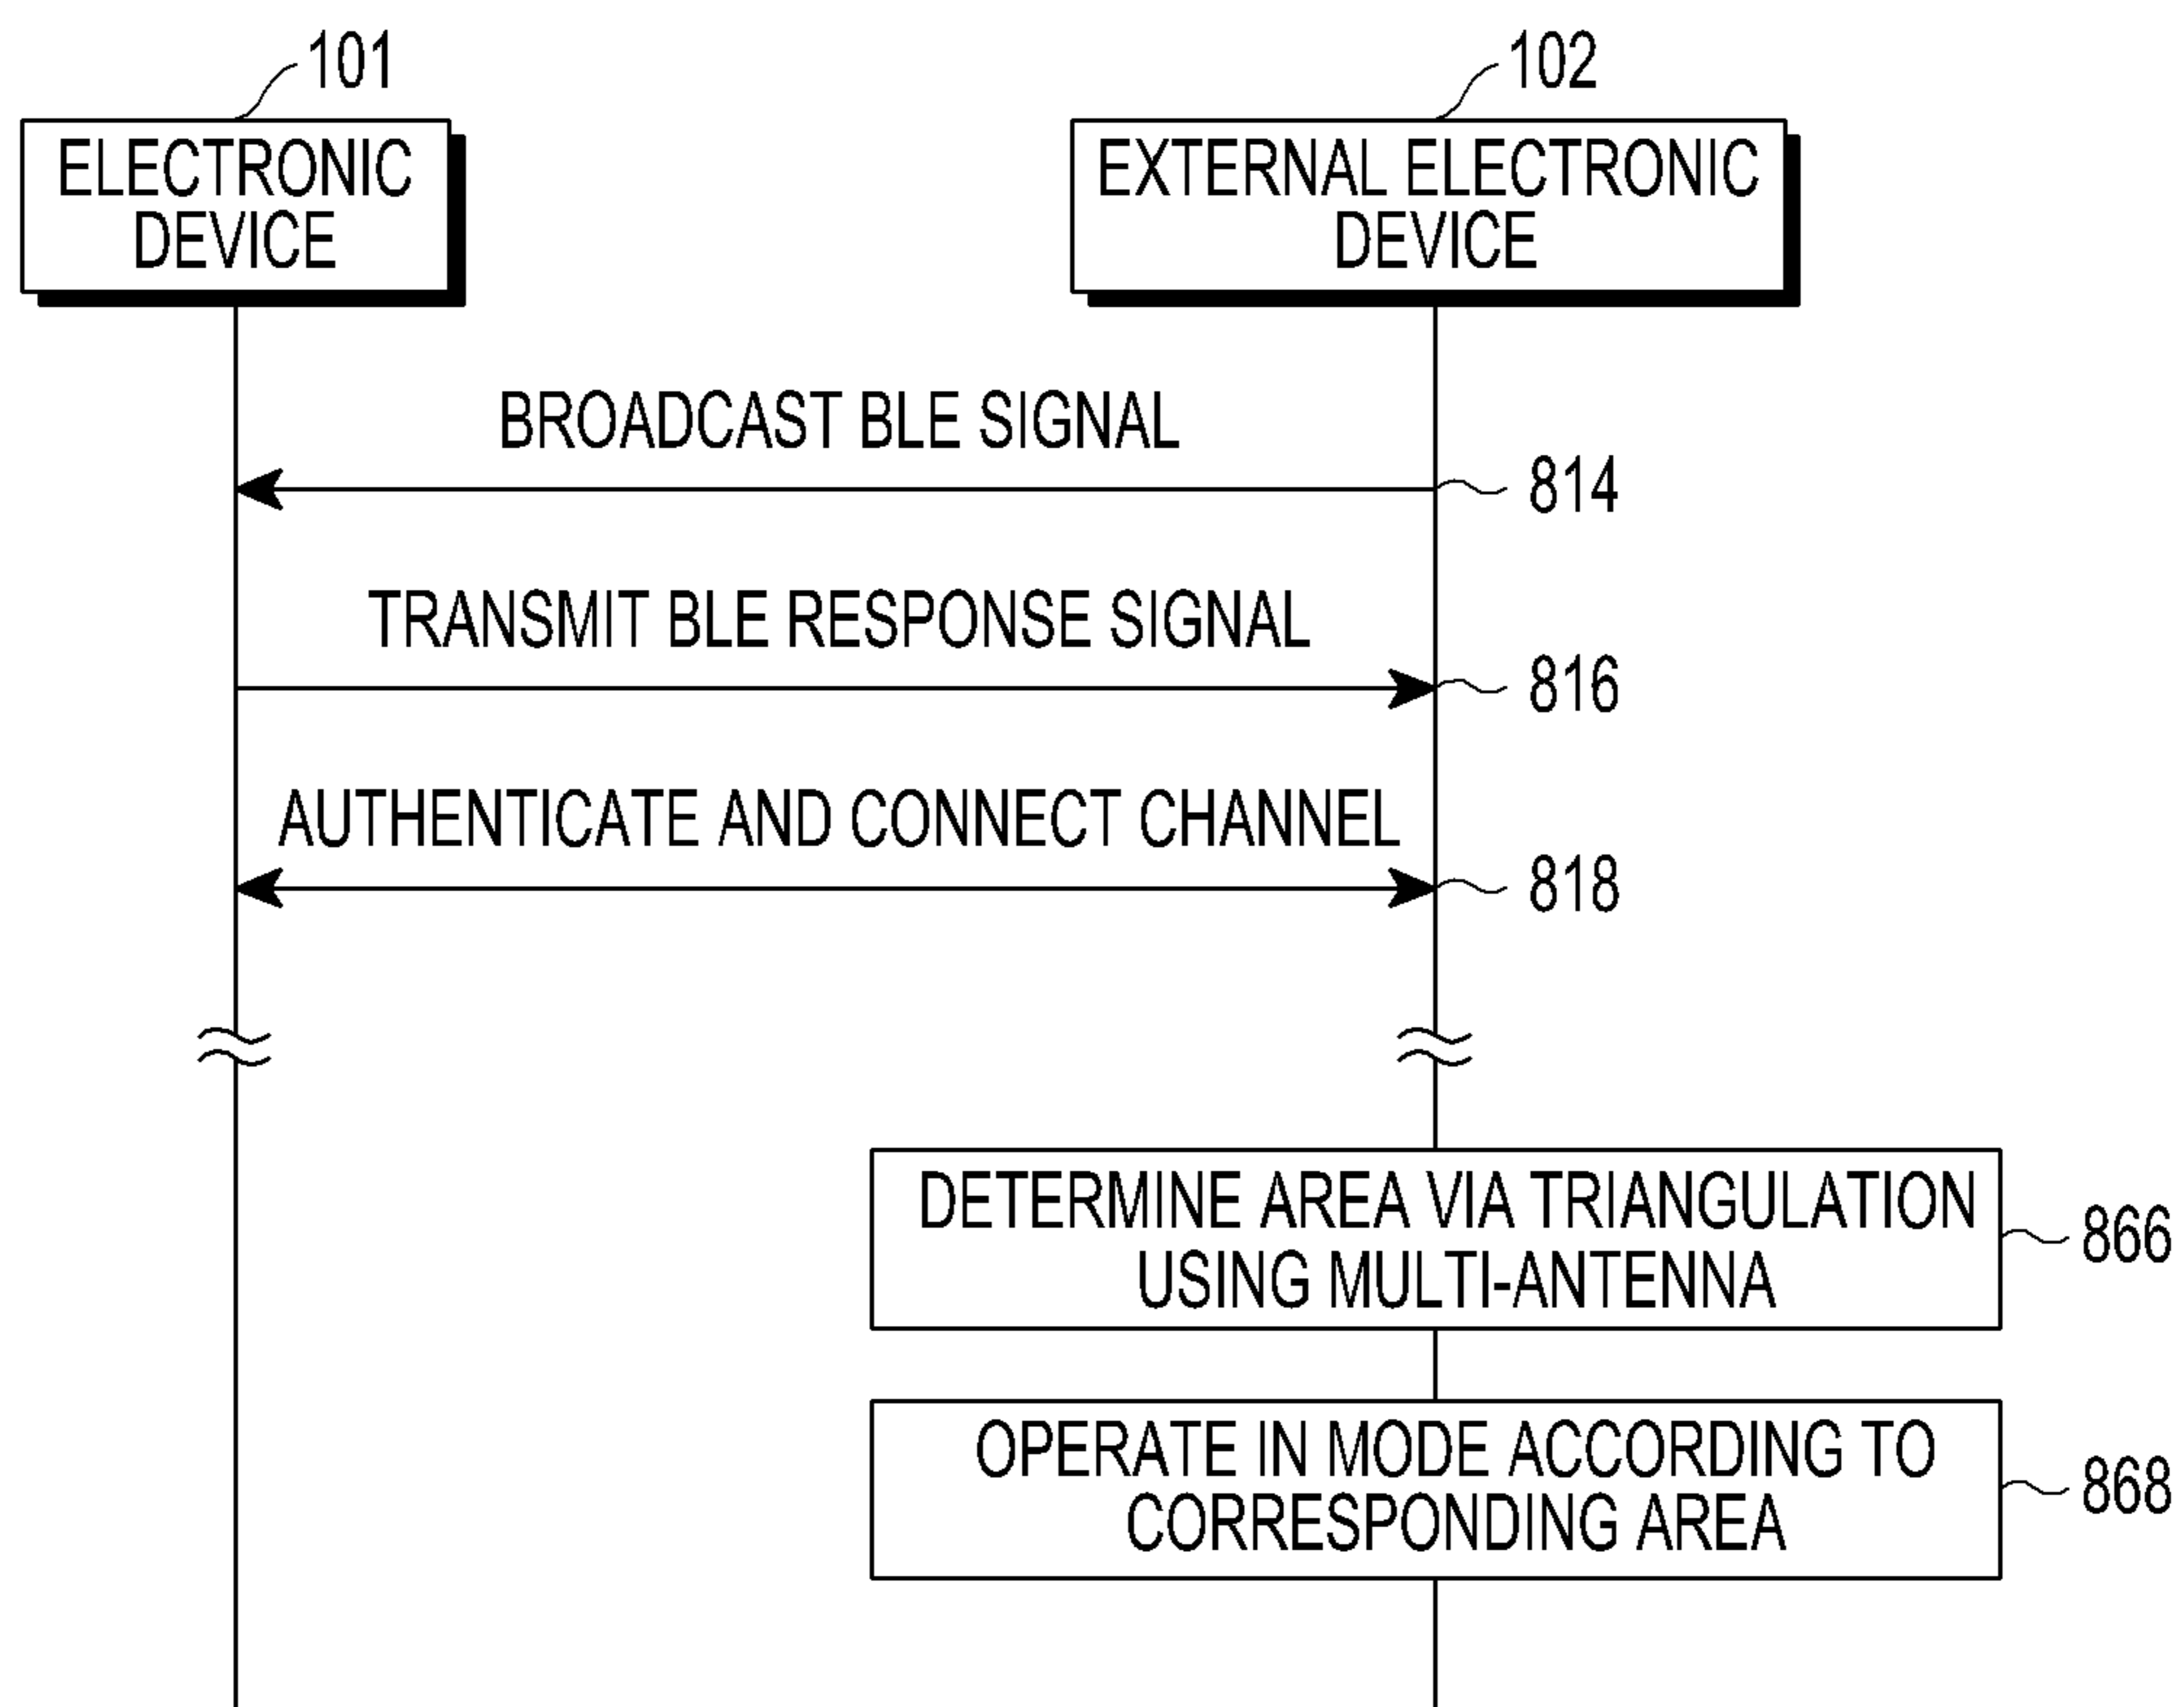 101
102
ELECTRONIC
DEVICE
EXTERNAL ELECTRONIC
DEVICE
BROADCAST BLE SIGNAL
814
TRANSMIT BLE RESPONSE SIGNAL
816
AUTHENTICATE AND CONNECT CHANNEL
818
DETERMINE AREA VIA TRIANGULATION
USING MULTI-ANTENNA
866
OPERATE IN MODE ACCORDING TO
CORRESPONDING AREA
868